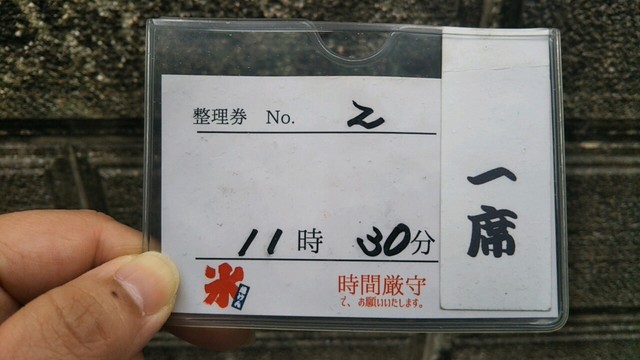 整理券 No. 2
11時 30分
氷
時間厳守
で、お願いいたします。
一席